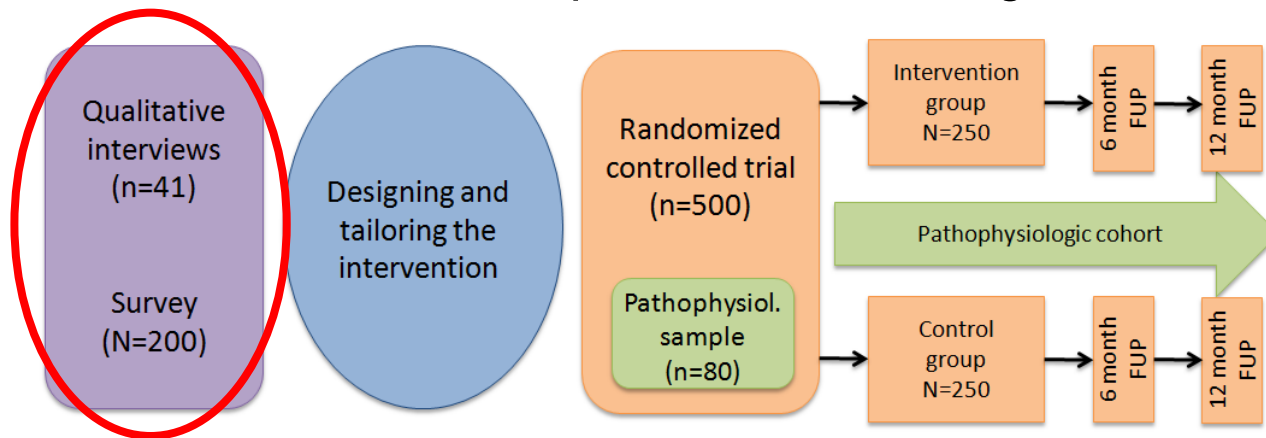 Qualitative
interviews
(n=41)
Survey
(N=200)
Designing and
tailoring the
intervention
Randomized
controlled trial
(n=500)
Pathophysiol.
sample
(n=80)
Intervention
group
N=250
6 month
FUP
12 month
FUP
Pathophysiologic cohort
Control
group
N=250
6 month
FUP
12 month
FUP